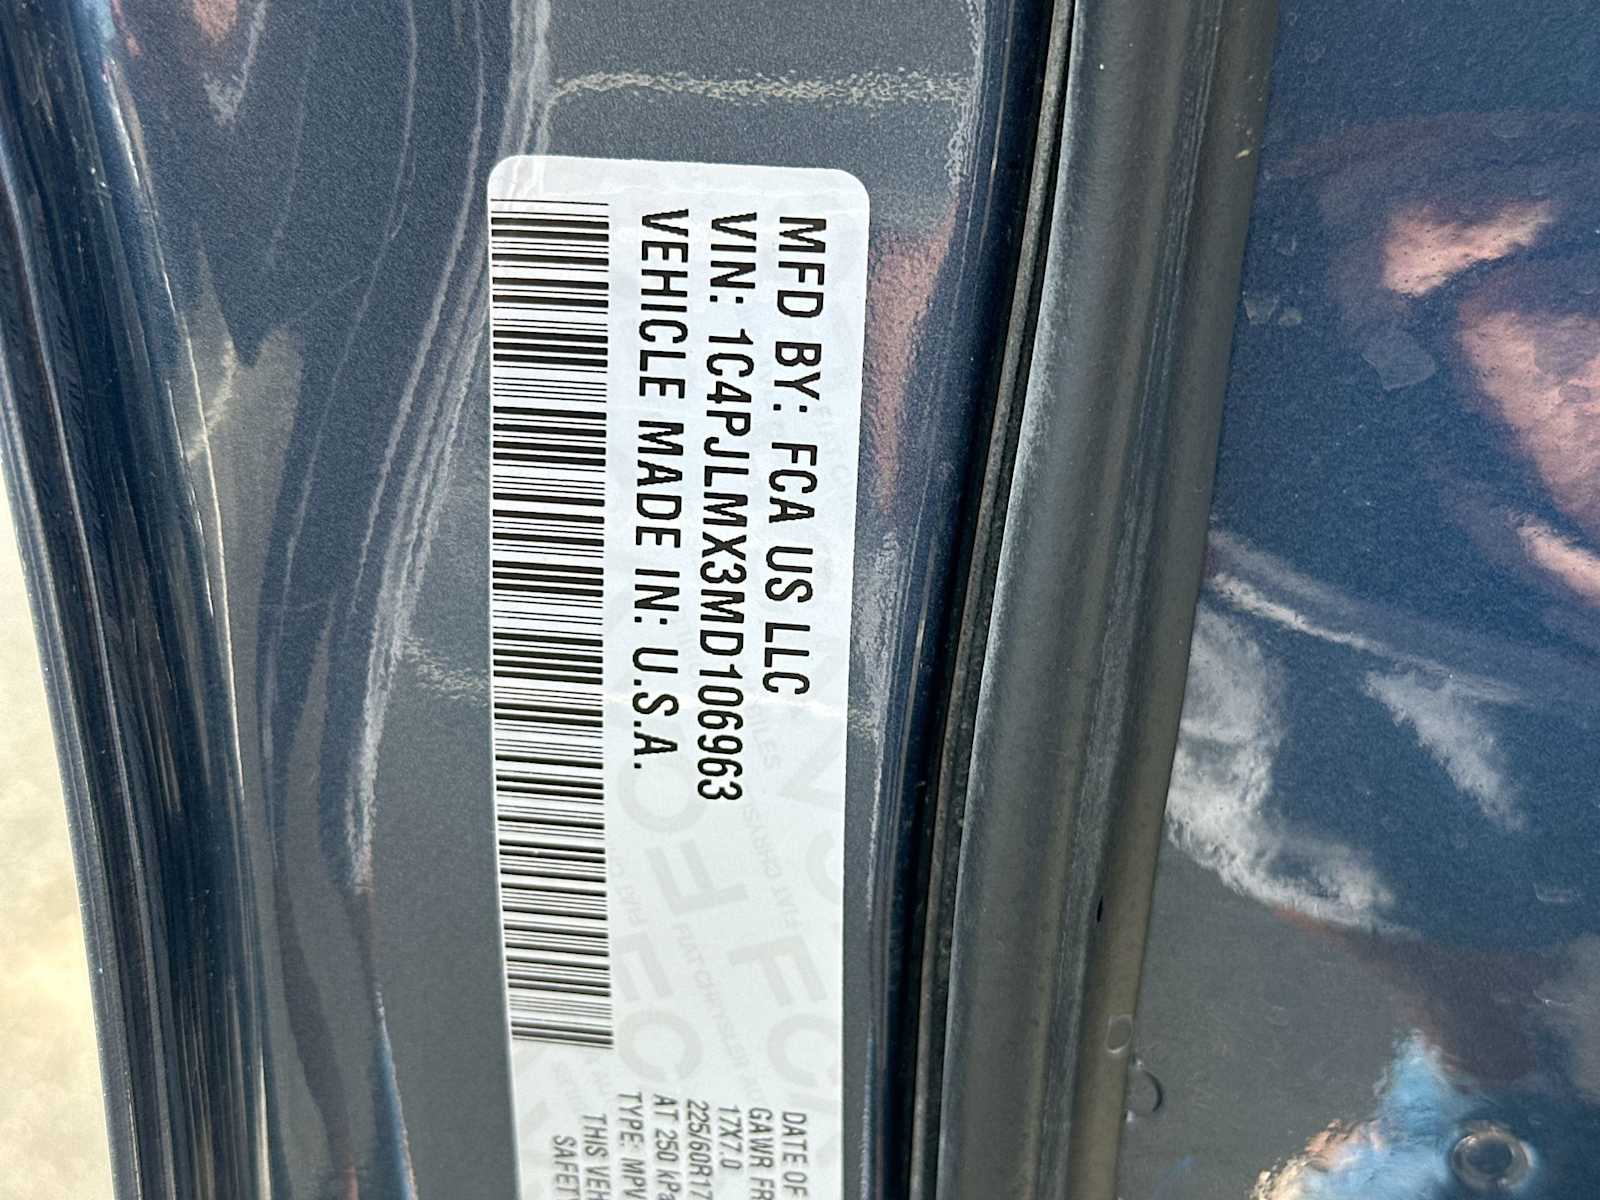 MFD BY: FCA US LLC
VIN: 1C4PJLMX3MD106963
VEHICLE MADE IN: U.S.A.
DATE OF
GAWR FR
17X7.0
225/60R17
AT 250 kPa
TYPE: MPV
THIS VEH
SAFET